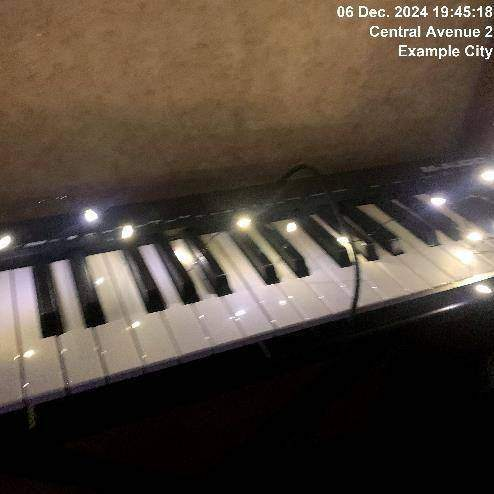 06 Dec. 2024 19:45:18
Central Avenue 2
Example City